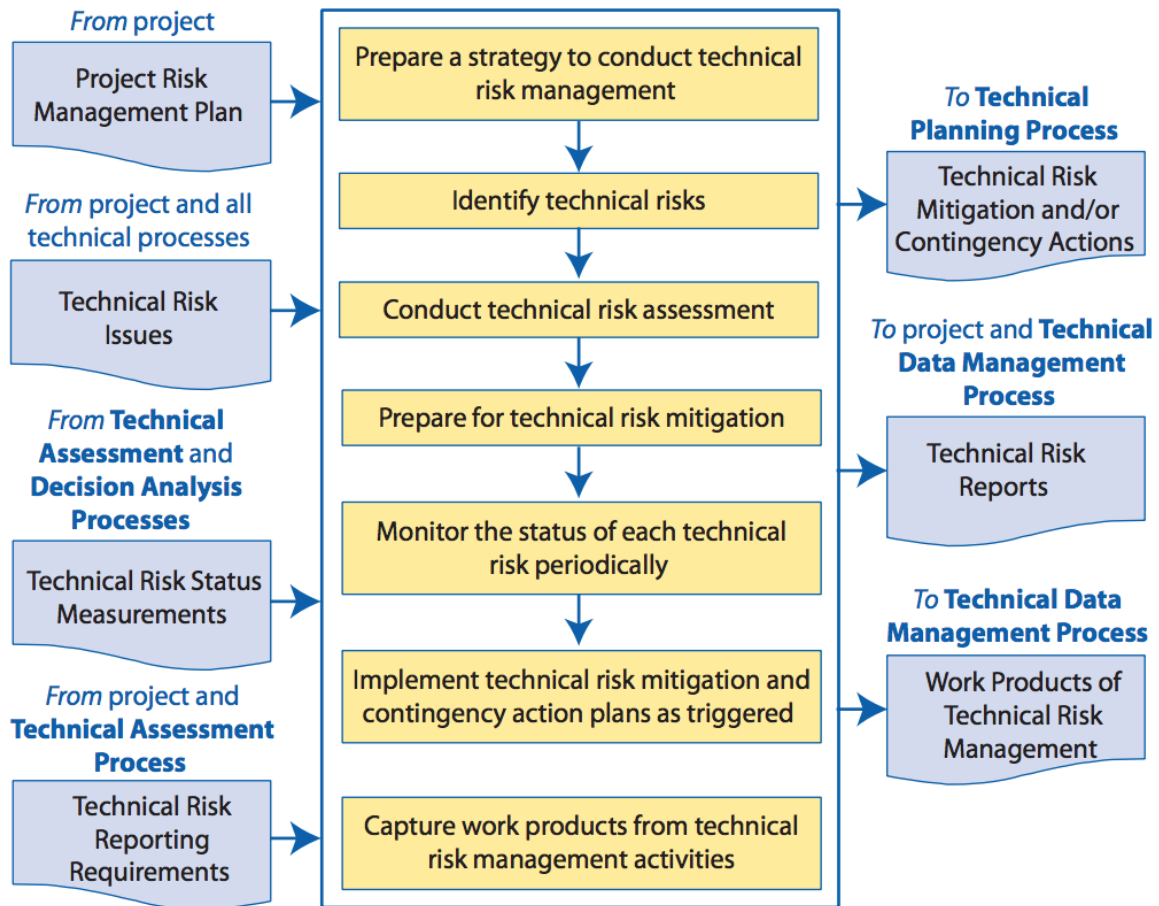 From project
Project Risk
Management Plan
From project and all
technical processes
Technical Risk
Issues
From Technical
Assessment and
Decision Analysis
Processes
Technical Risk Status
Measurements
From project and
Technical Assessment
Process
Technical Risk
Reporting
Requirements
Prepare a strategy to conduct technical
risk management
Identify technical risks
Conduct technical risk assessment
Prepare for technical risk mitigation
Monitor the status of each technical
risk periodically
Implement technical risk mitigation and
contingency action plans as triggered
Capture work products from technical
risk management activities
To Technical
Planning Process
Technical Risk
Mitigation and/or
Contingency Actions
To project and Technical
Data Management
Process
Technical Risk
Reports
To Technical Data
Management Process
Work Products of
Technical Risk
Management